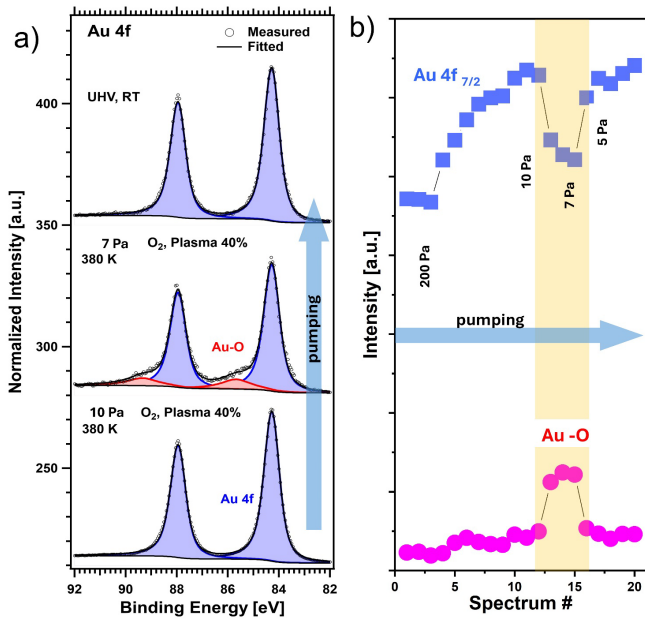 a)
Au 4f
Measured
Fitted
UHV, RT
7 Pa
380 K
O₂, Plasma 40%
Au-O
10 Pa
380 K
O₂, Plasma 40%
Au 4f
pumping
400
350
300
250
92
90
88
86
84
82
Normalized Intensity [a.u.]
Binding Energy [eV]
b)
Au 4f 7/2
200 Pa
10 Pa
7 Pa
5 Pa
pumping
Au -O
0
5
10
15
20
Intensity [a.u.]
Spectrum #